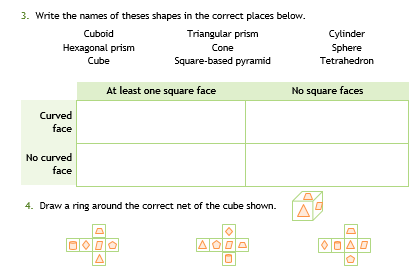 3. Write the names of theses shapes in the correct places below.
Cuboid Triangular prism Cylinder
Hexagonal prism Cone Sphere
Cube Square-based pyramid Tetrahedron
At least one square face No square faces
Curved
face
No curved
face
4. Draw a ring around the correct net of the cube shown.